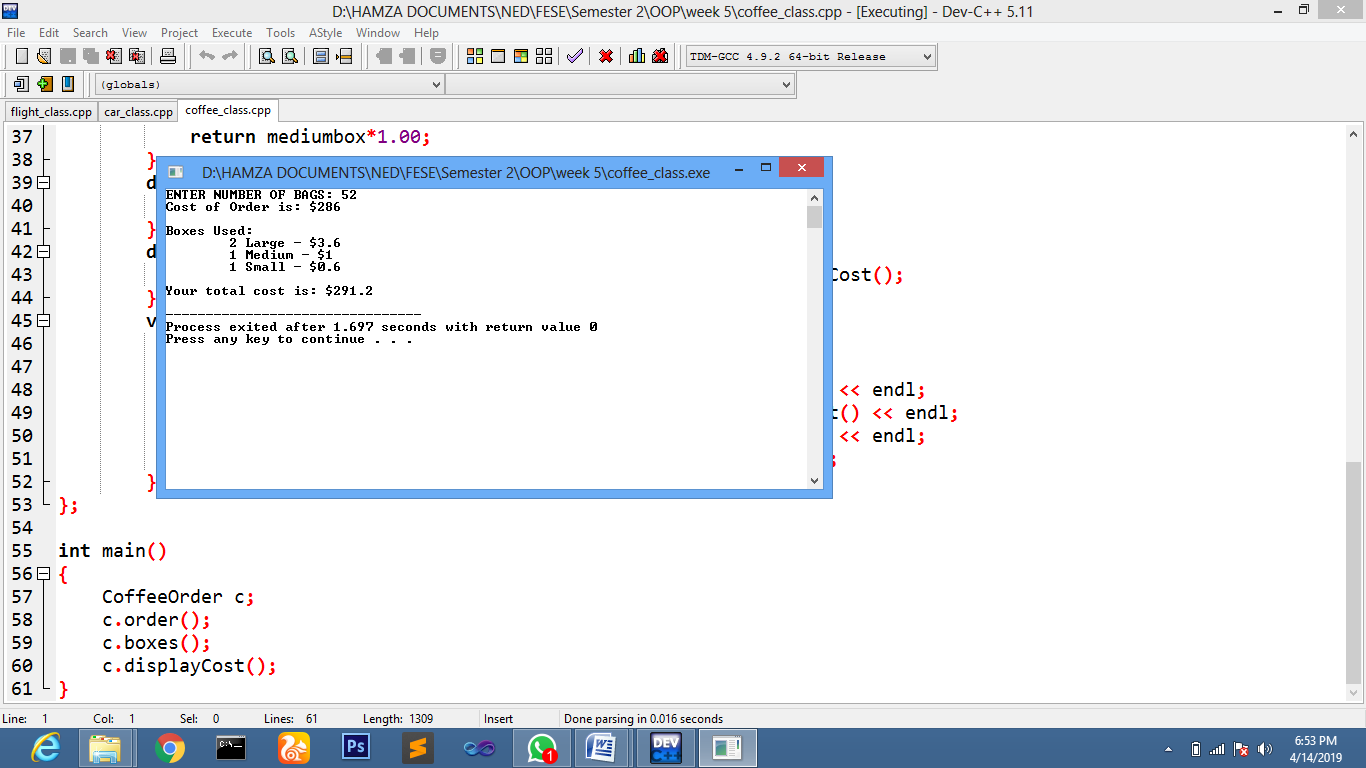 D:\HAMZA DOCUMENTS\NED\FESE\Semester 2\OOP\week 5\coffee_class.cpp - [Executing] - Dev-C++ 5.11
File Edit Search View Project Execute Tools AStyle Window Help
TDM-GCC 4.9.2 64-bit Release
(globals)
flight_class.cpp car_class.cpp coffee_class.cpp
37 return mediumbox*1.00;
38 }
D:\HAMZA DOCUMENTS\NED\FESE\Semester 2\OOP\week 5\coffee_class.exe
ENTER NUMBER OF BAGS: 52
Cost of Order is: $286
Boxes Used:
2 Large - $3.6
1 Medium - $1
1 Small - $0.6
Your total cost is: $291.2
--------------------------------
Process exited after 1.697 seconds with return value 0
Press any key to continue . . .
39 d
40
41 }
42 d
43 Cost();
44 }
45 v
46
47
48 << endl;
49 t() << endl;
50 << endl;
51 ;
52 }
53 };
54
55 int main()
56 {
57 CoffeeOrder c;
58 c.order();
59 c.boxes();
60 c.displayCost();
61 }
Line: 1 Col: 1 Sel: 0 Lines: 61 Length: 1309 Insert Done parsing in 0.016 seconds
C:\_ Ps S 1 W DEV C++
6:53 PM
4/14/2019